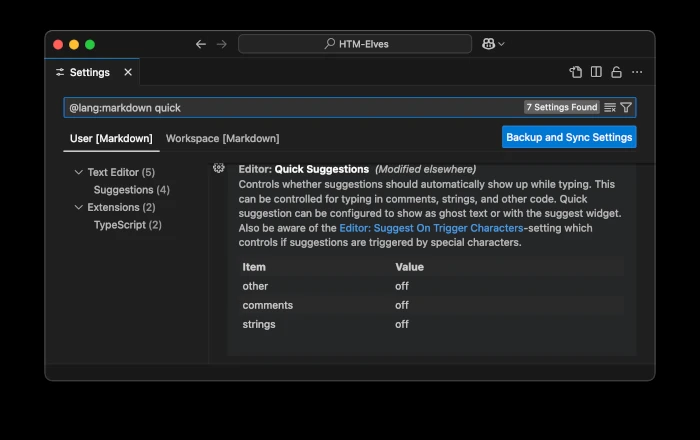 HTM-Elves
Settings
@lang:markdown quick
7 Settings Found
User [Markdown]
Workspace [Markdown]
Backup and Sync Settings
Text Editor (5)
Suggestions (4)
Extensions (2)
TypeScript (2)
Editor: Quick Suggestions (Modified elsewhere)
Controls whether suggestions should automatically show up while typing. This
can be controlled for typing in comments, strings, and other code. Quick
suggestion can be configured to show as ghost text or with the suggest widget.
Also be aware of the Editor: Suggest On Trigger Characters-setting which
controls if suggestions are triggered by special characters.
Item Value
other off
comments off
strings off